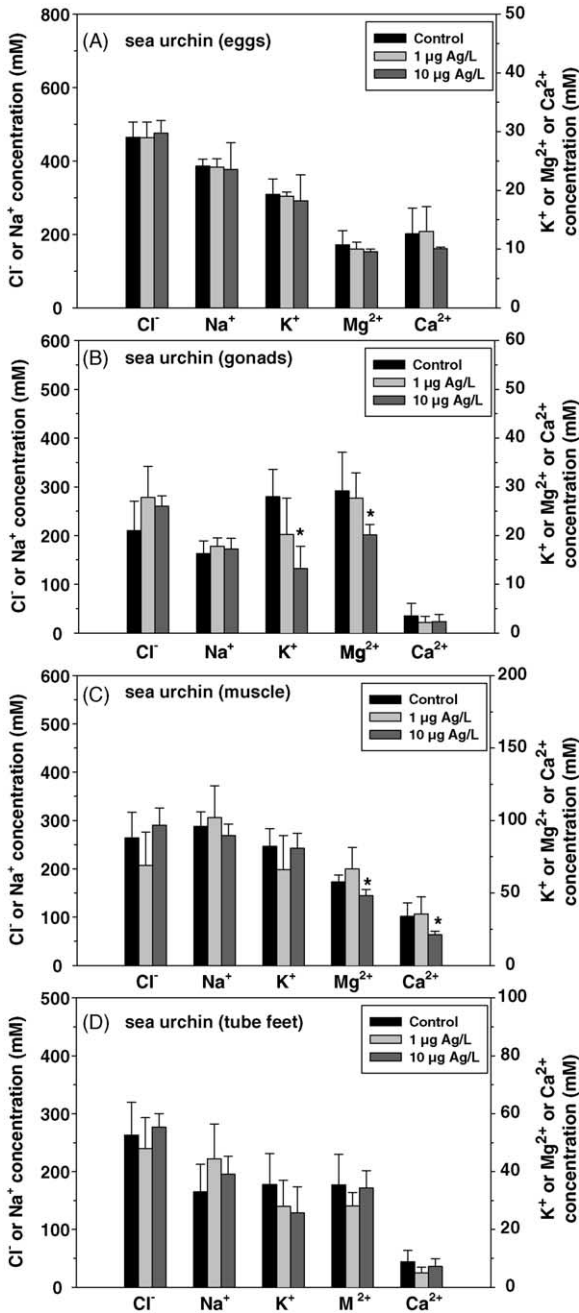 (A) sea urchin (eggs)
Control
1 µg Ag/L
10 µg Ag/L
Cl⁻ or Na⁺ concentration (mM)
800
600
400
200
0
K⁺ or Mg²⁺ or Ca²⁺
concentration (mM)
50
40
30
20
10
0
Cl⁻ Na⁺ K⁺ Mg²⁺ Ca²⁺
(B) sea urchin (gonads)
Control
1 µg Ag/L
10 µg Ag/L
Cl⁻ or Na⁺ concentration (mM)
600
500
400
300
200
100
0
K⁺ or Mg²⁺ or Ca²⁺
concentration (mM)
60
50
40
30
20
10
0
* *
Cl⁻ Na⁺ K⁺ Mg²⁺ Ca²⁺
(C) sea urchin (muscle)
Control
1 µg Ag/L
10 µg Ag/L
Cl⁻ or Na⁺ concentration (mM)
600
500
400
300
200
100
0
K⁺ or Mg²⁺ or Ca²⁺
concentration (mM)
200
150
100
50
0
* *
Cl⁻ Na⁺ K⁺ Mg²⁺ Ca²⁺
(D) sea urchin (tube feet)
Control
1 µg Ag/L
10 µg Ag/L
Cl⁻ or Na⁺ concentration (mM)
500
400
300
200
150
100
50
0
K⁺ or Mg²⁺ or Ca²⁺
concentration (mM)
100
80
60
40
20
0
Cl⁻ Na⁺ K⁺ M ²⁺ Ca²⁺